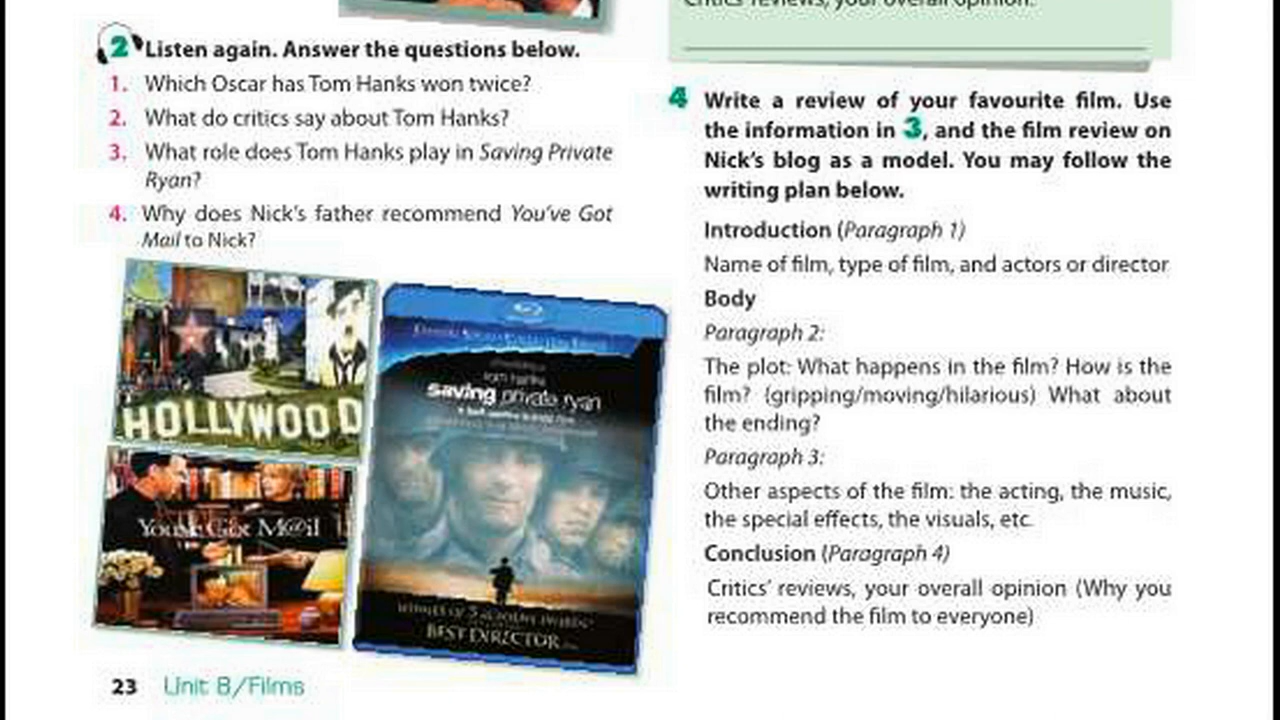 2 Listen again. Answer the questions below.
1. Which Oscar has Tom Hanks won twice?
2. What do critics say about Tom Hanks?
3. What role does Tom Hanks play in Saving Private
Ryan?
4. Why does Nick's father recommend You've Got
Mail to Nick?
HOLLYWOOD
You've Got M@il
tom hanks
saving private ryan
WINNER OF 5 ACADEMY AWARDS
BEST DIRECTOR
23 Unit 8/Films
Critics' reviews, your overall opinion.
4 Write a review of your favourite film. Use
the information in 3, and the film review on
Nick's blog as a model. You may follow the
writing plan below.
Introduction (Paragraph 1)
Name of film, type of film, and actors or director
Body
Paragraph 2:
The plot: What happens in the film? How is the
film? (gripping/moving/hilarious) What about
the ending?
Paragraph 3:
Other aspects of the film: the acting, the music,
the special effects, the visuals, etc.
Conclusion (Paragraph 4)
Critics' reviews, your overall opinion (Why you
recommend the film to everyone)